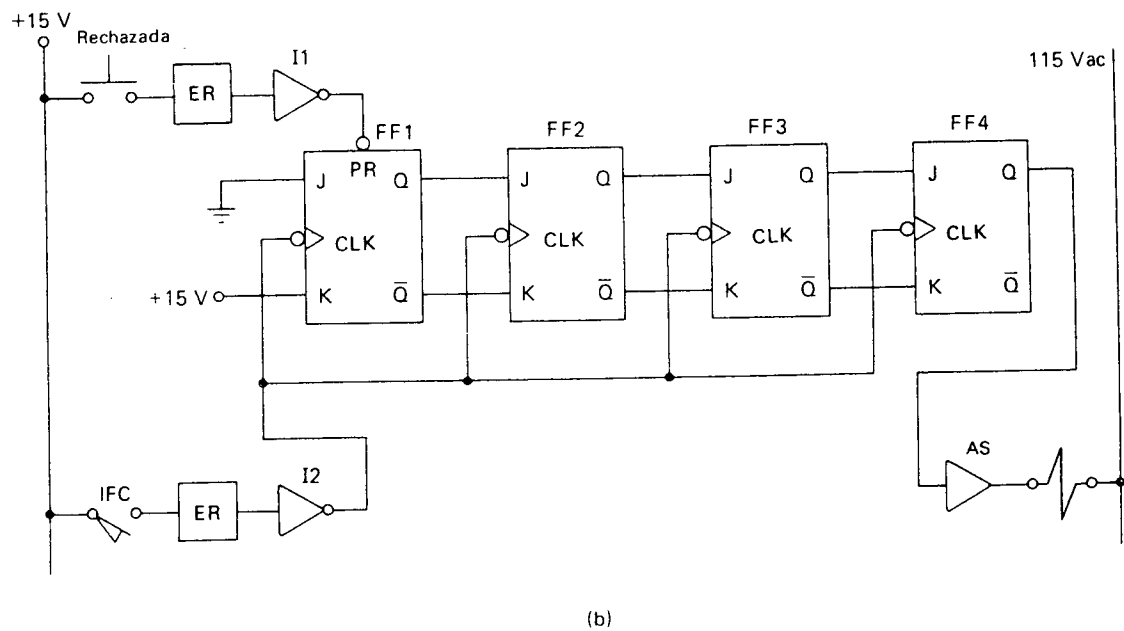 +15 V
Rechazada
I1
115 Vac
ER
FF1
FF2
FF3
FF4
PR
J
Q
J
Q
J
Q
J
Q
CLK
CLK
CLK
CLK
+15 V
K
Q̄
K
Q̄
K
Q̄
K
Q̄
IFC
ER
I2
AS
(b)